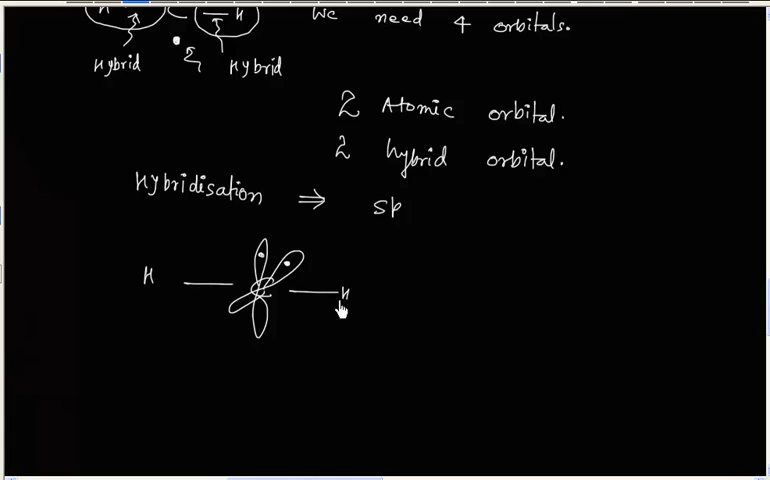 H C H We need 4 orbitals.
Hybrid Hybrid
2 Atomic orbital.
2 hybrid orbital.
Hybridisation ⇒ sp
H C H